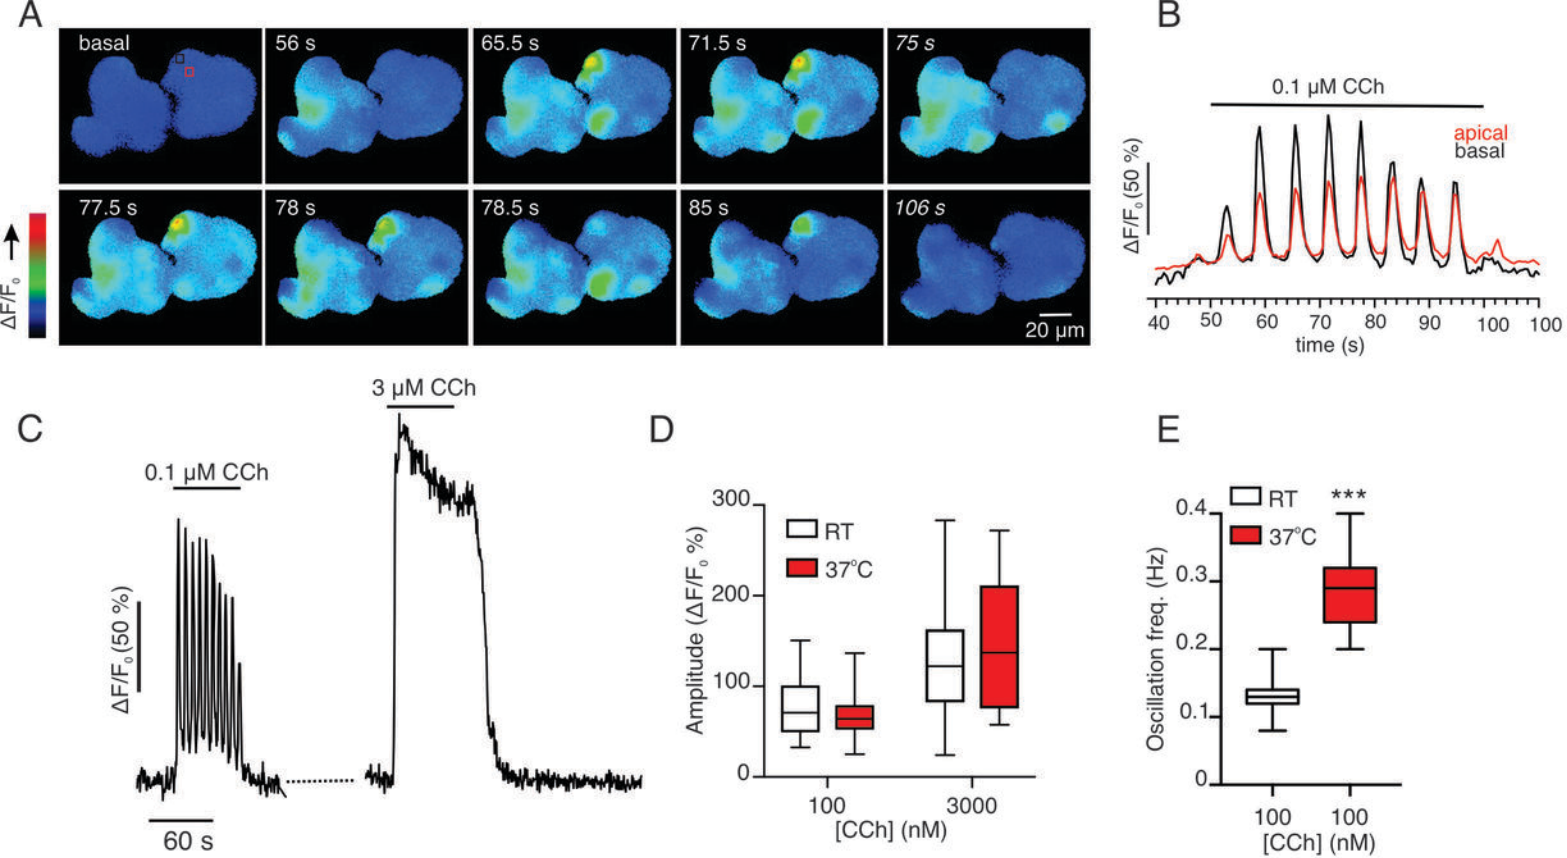 A
basal
56 s
65.5 s
71.5 s
75 s
77.5 s
78 s
78.5 s
85 s
106 s
20 µm
ΔF/F₀
B
0.1 µM CCh
apical
basal
ΔF/F₀ (50 %)
40 50 60 70 80 90 100 100
time (s)
C
0.1 µM CCh
3 µM CCh
ΔF/F₀ (50 %)
60 s
D
RT
37°C
Amplitude (ΔF/F₀ %)
300
200
100
0
100 3000
[CCh] (nM)
E
RT
37°C
***
Oscillation freq. (Hz)
0.4
0.3
0.2
0.1
0
100 100
[CCh] (nM)